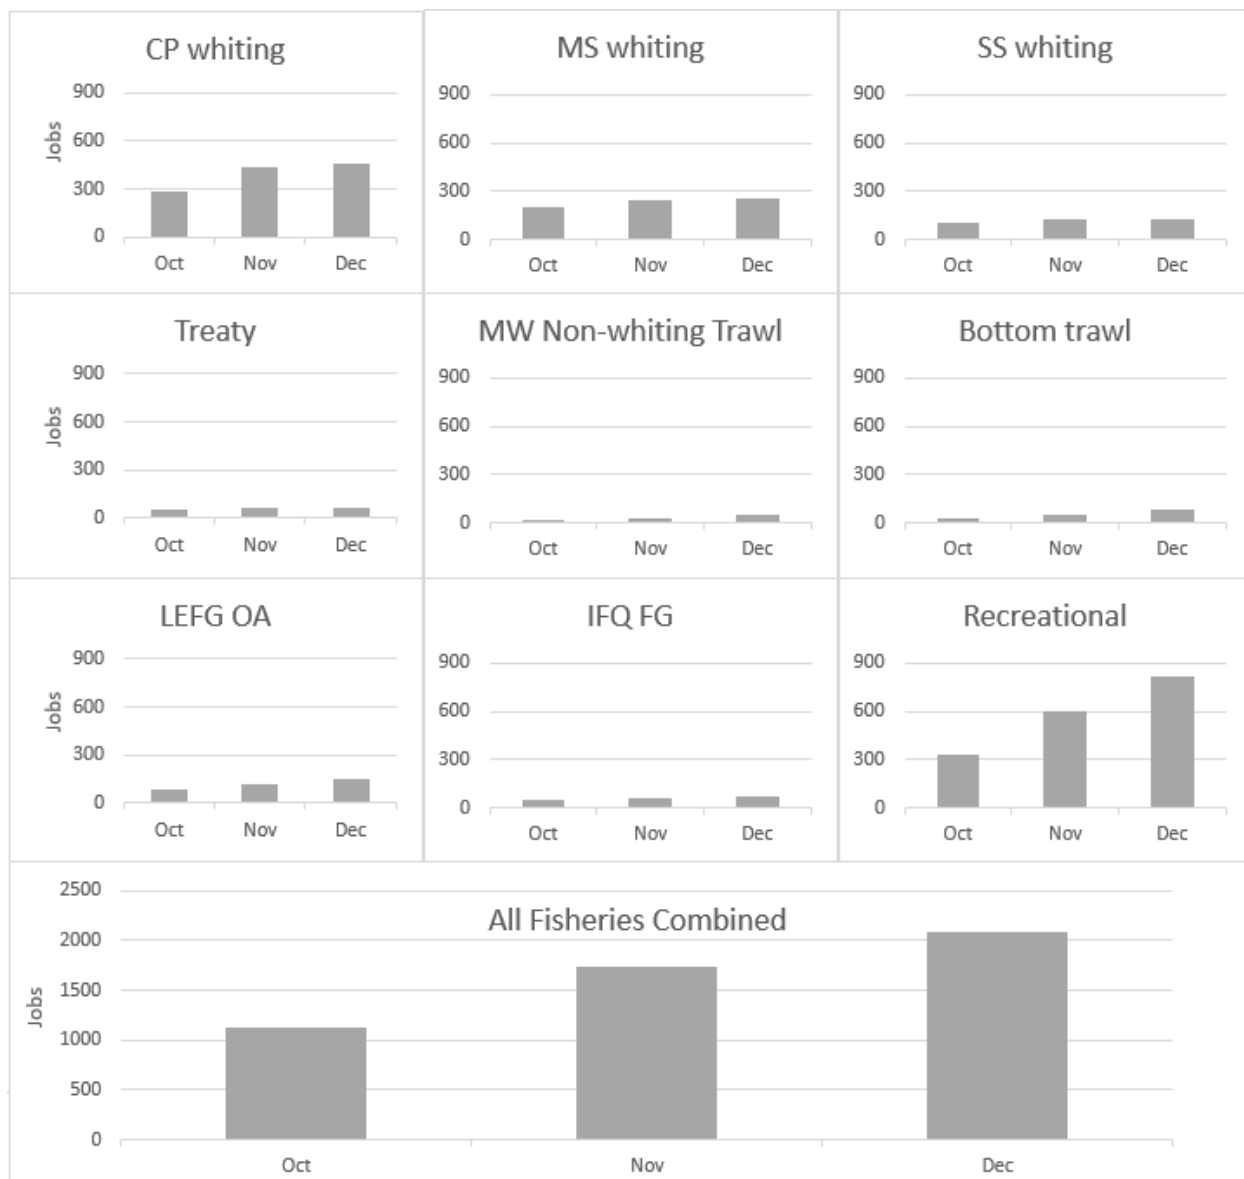 CP whiting
MS whiting
SS whiting
900
600
300
0
Jobs
Oct Nov Dec
900
600
300
0
Oct Nov Dec
900
600
300
0
Oct Nov Dec
Treaty
MW Non-whiting Trawl
Bottom trawl
900
600
300
0
Jobs
Oct Nov Dec
900
600
300
0
Oct Nov Dec
900
600
300
0
Oct Nov Dec
LEFG OA
IFQ FG
Recreational
900
600
300
0
Jobs
Oct Nov Dec
900
600
300
0
Oct Nov Dec
900
600
300
0
Oct Nov Dec
All Fisheries Combined
2500
2000
1500
1000
500
0
Jobs
Oct Nov Dec